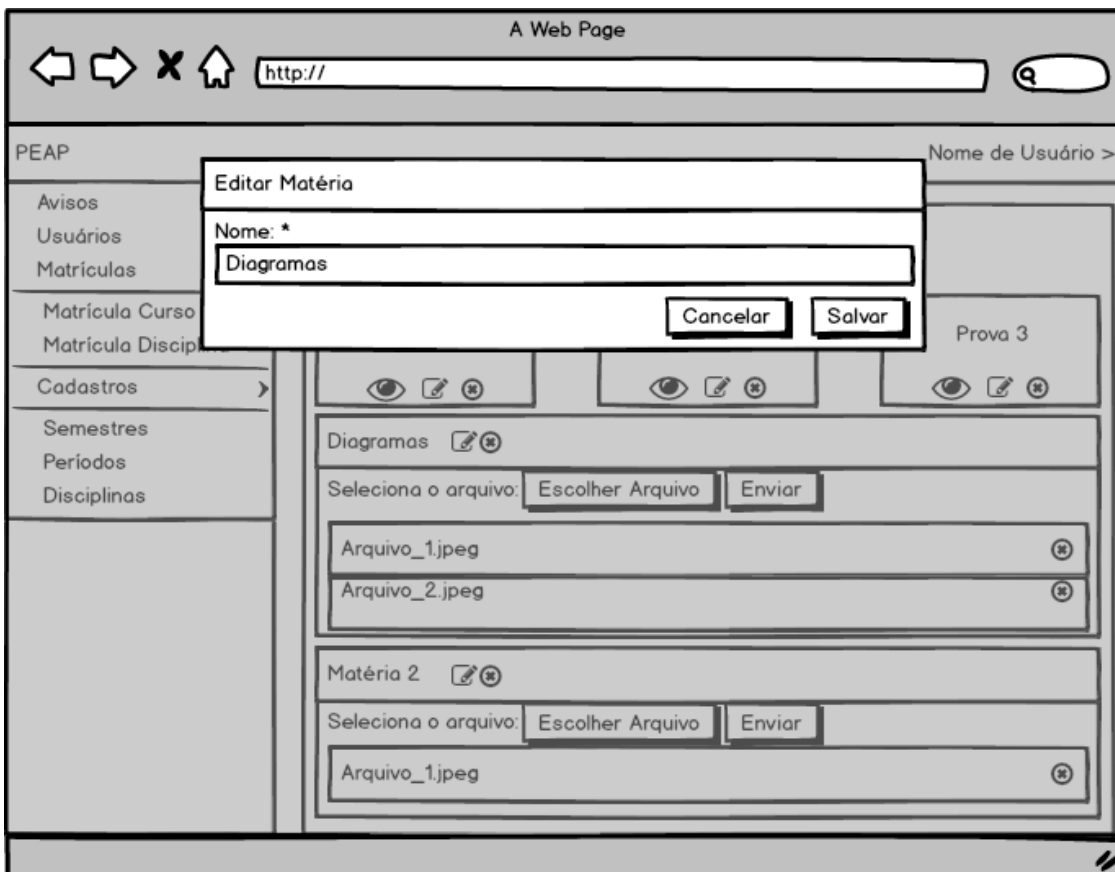 A Web Page
http://
PEAP
Nome de Usuário >
Editar Matéria
Nome: *
Diagramas
Cancelar
Salvar
Avisos
Usuários
Matrículas
Matrícula Curso
Matrícula
Cadastros
Semestres
Períodos
Disciplinas
Prova 3
Diagramas
Seleciona o arquivo: Escolher Arquivo Enviar
Arquivo_1.jpeg
Arquivo_2.jpeg
Matéria 2
Seleciona o arquivo: Escolher Arquivo Enviar
Arquivo_1.jpeg